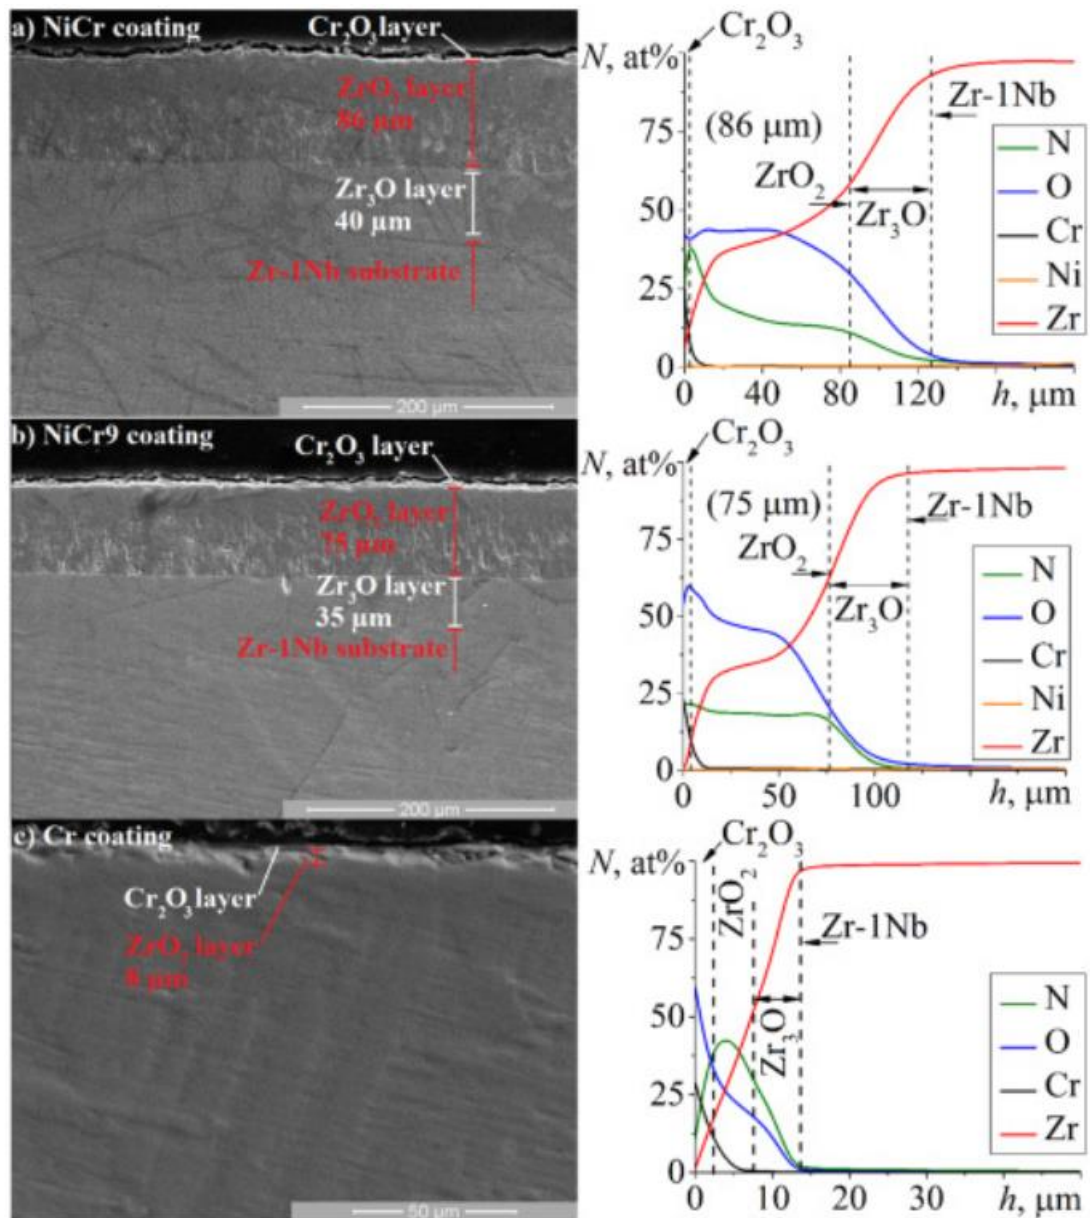 a) NiCr coating
Cr₂O₃ layer
ZrO₂ layer
86 μm
Zr₃O layer
40 μm
Zr-1Nb substrate
200 μm
N, at%
Cr₂O₃
75
50
25
0
(86 μm)
ZrO₂
Zr₃O
Zr-1Nb
N
O
Cr
Ni
Zr
0 40 80 120 h, μm
b) NiCr9 coating
Cr₂O₃ layer
ZrO₂ layer
75 μm
Zr₃O layer
35 μm
Zr-1Nb substrate
200 μm
N, at%
Cr₂O₃
75
50
25
0
(75 μm)
ZrO₂
Zr₃O
Zr-1Nb
N
O
Cr
Ni
Zr
0 50 100 h, μm
c) Cr coating
Cr₂O₃ layer
ZrO₂ layer
8 μm
50 μm
N, at%
Cr₂O₃
75
50
25
0
ZrO₂
Zr₃O
Zr-1Nb
N
O
Cr
Zr
0 10 20 30 h, μm